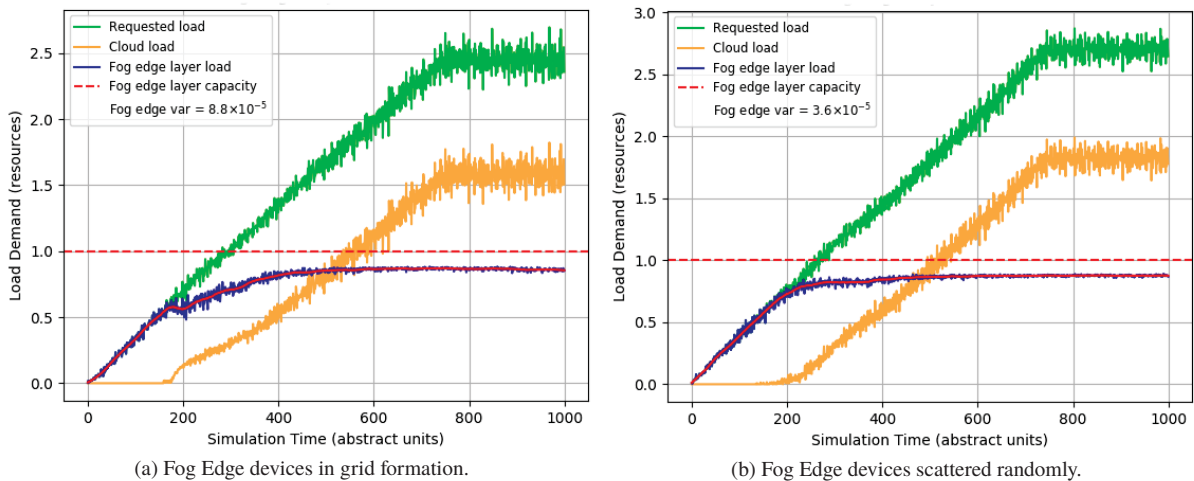 Requested load
Cloud load
Fog edge layer load
Fog edge layer capacity
Fog edge var = 8.8×10⁻⁵
Load Demand (resources)
2.5
2.0
1.5
1.0
0.5
0.0
0 200 400 600 800 1000
Simulation Time (abstract units)
(a) Fog Edge devices in grid formation.
Requested load
Cloud load
Fog edge layer load
Fog edge layer capacity
Fog edge var = 3.6×10⁻⁵
Load Demand (resources)
3.0
2.5
2.0
1.5
1.0
0.5
0.0
0 200 400 600 800 1000
Simulation Time (abstract units)
(b) Fog Edge devices scattered randomly.